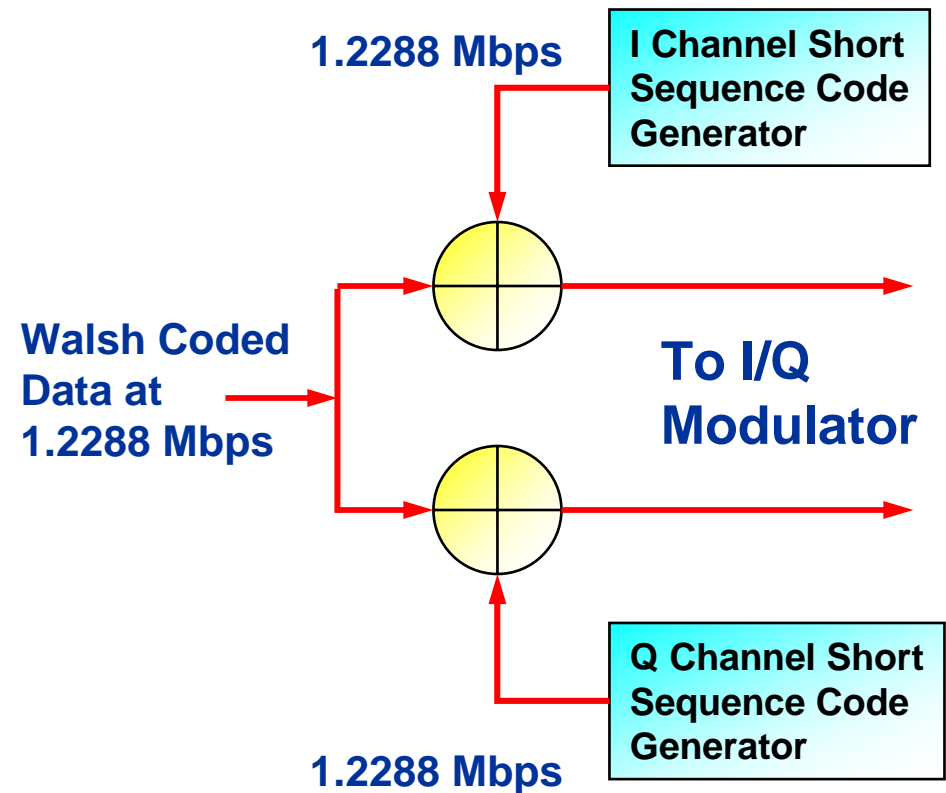 1.2288 Mbps
I Channel Short
Sequence Code
Generator
Walsh Coded
Data at
1.2288 Mbps
To I/Q
Modulator
Q Channel Short
Sequence Code
Generator
1.2288 Mbps